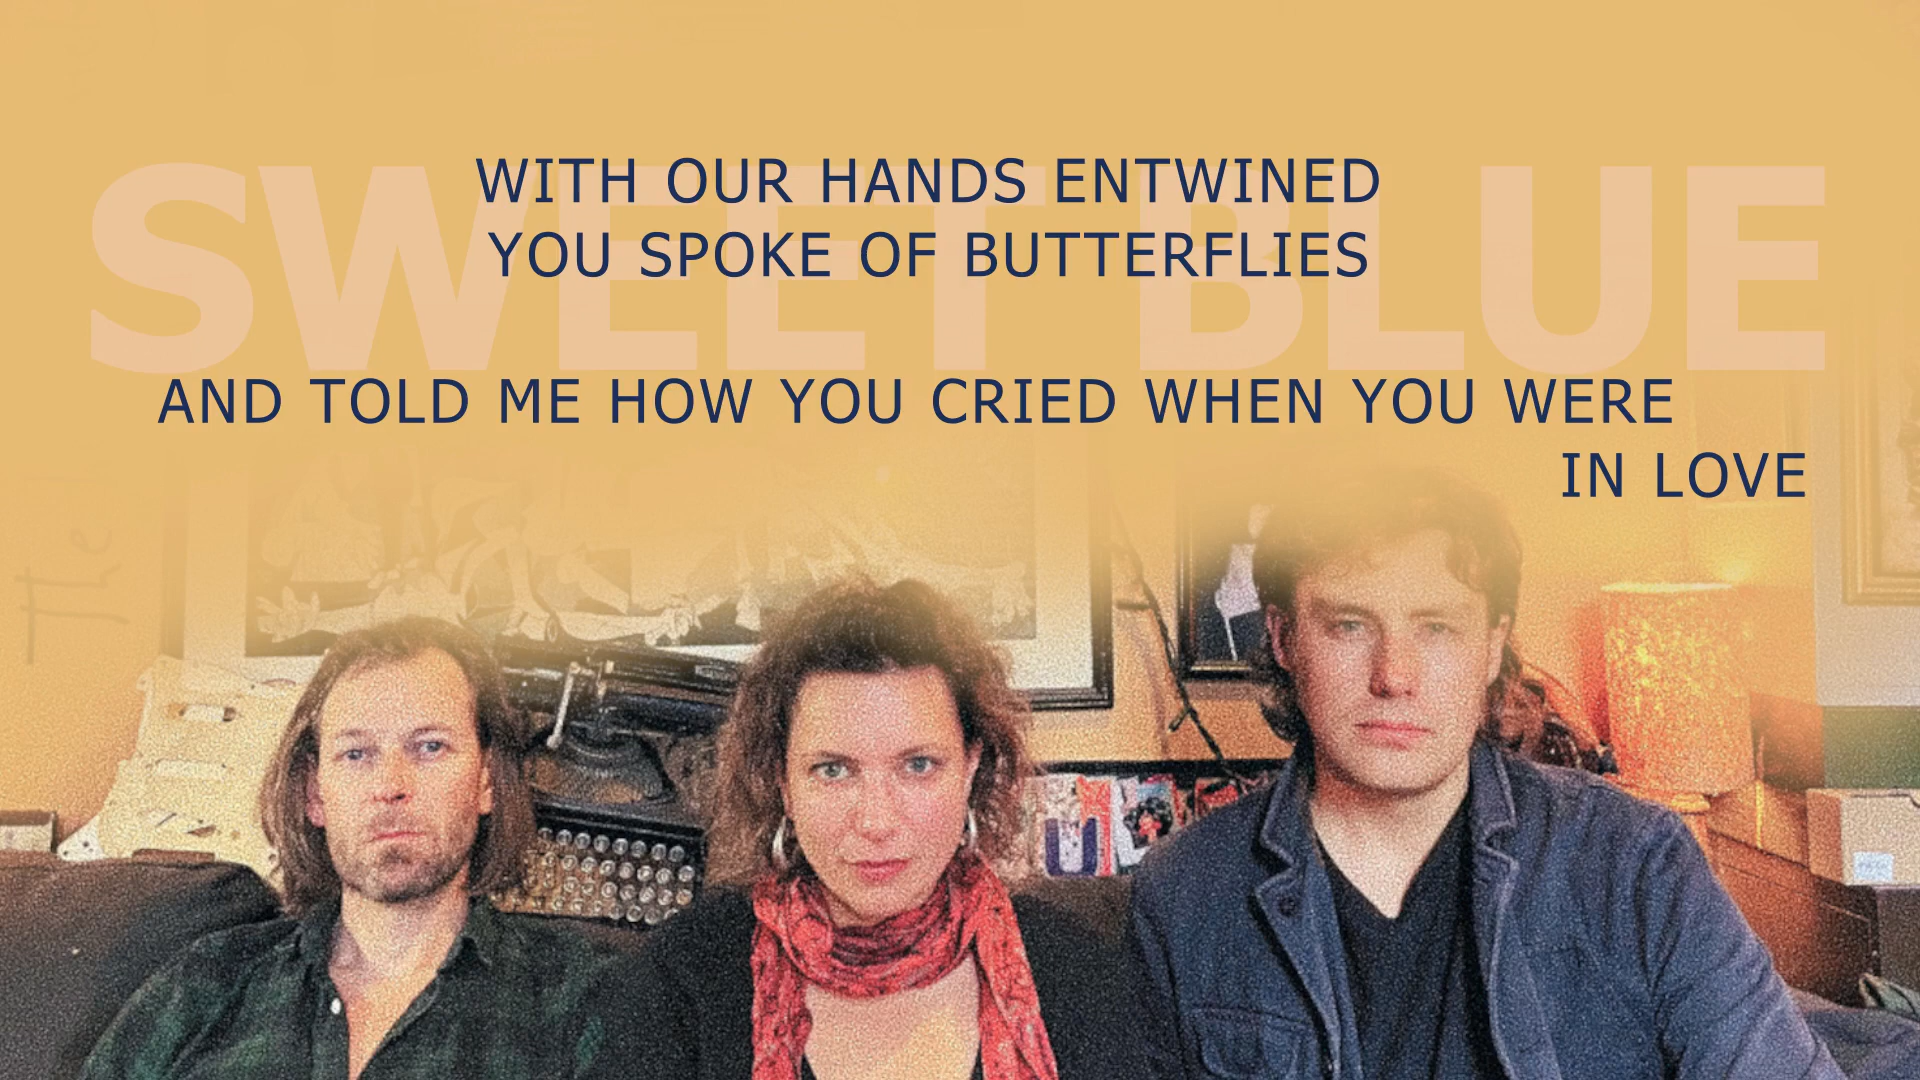 SWEET BLUE
WITH OUR HANDS ENTWINED
YOU SPOKE OF BUTTERFLIES
AND TOLD ME HOW YOU CRIED WHEN YOU WERE
IN LOVE